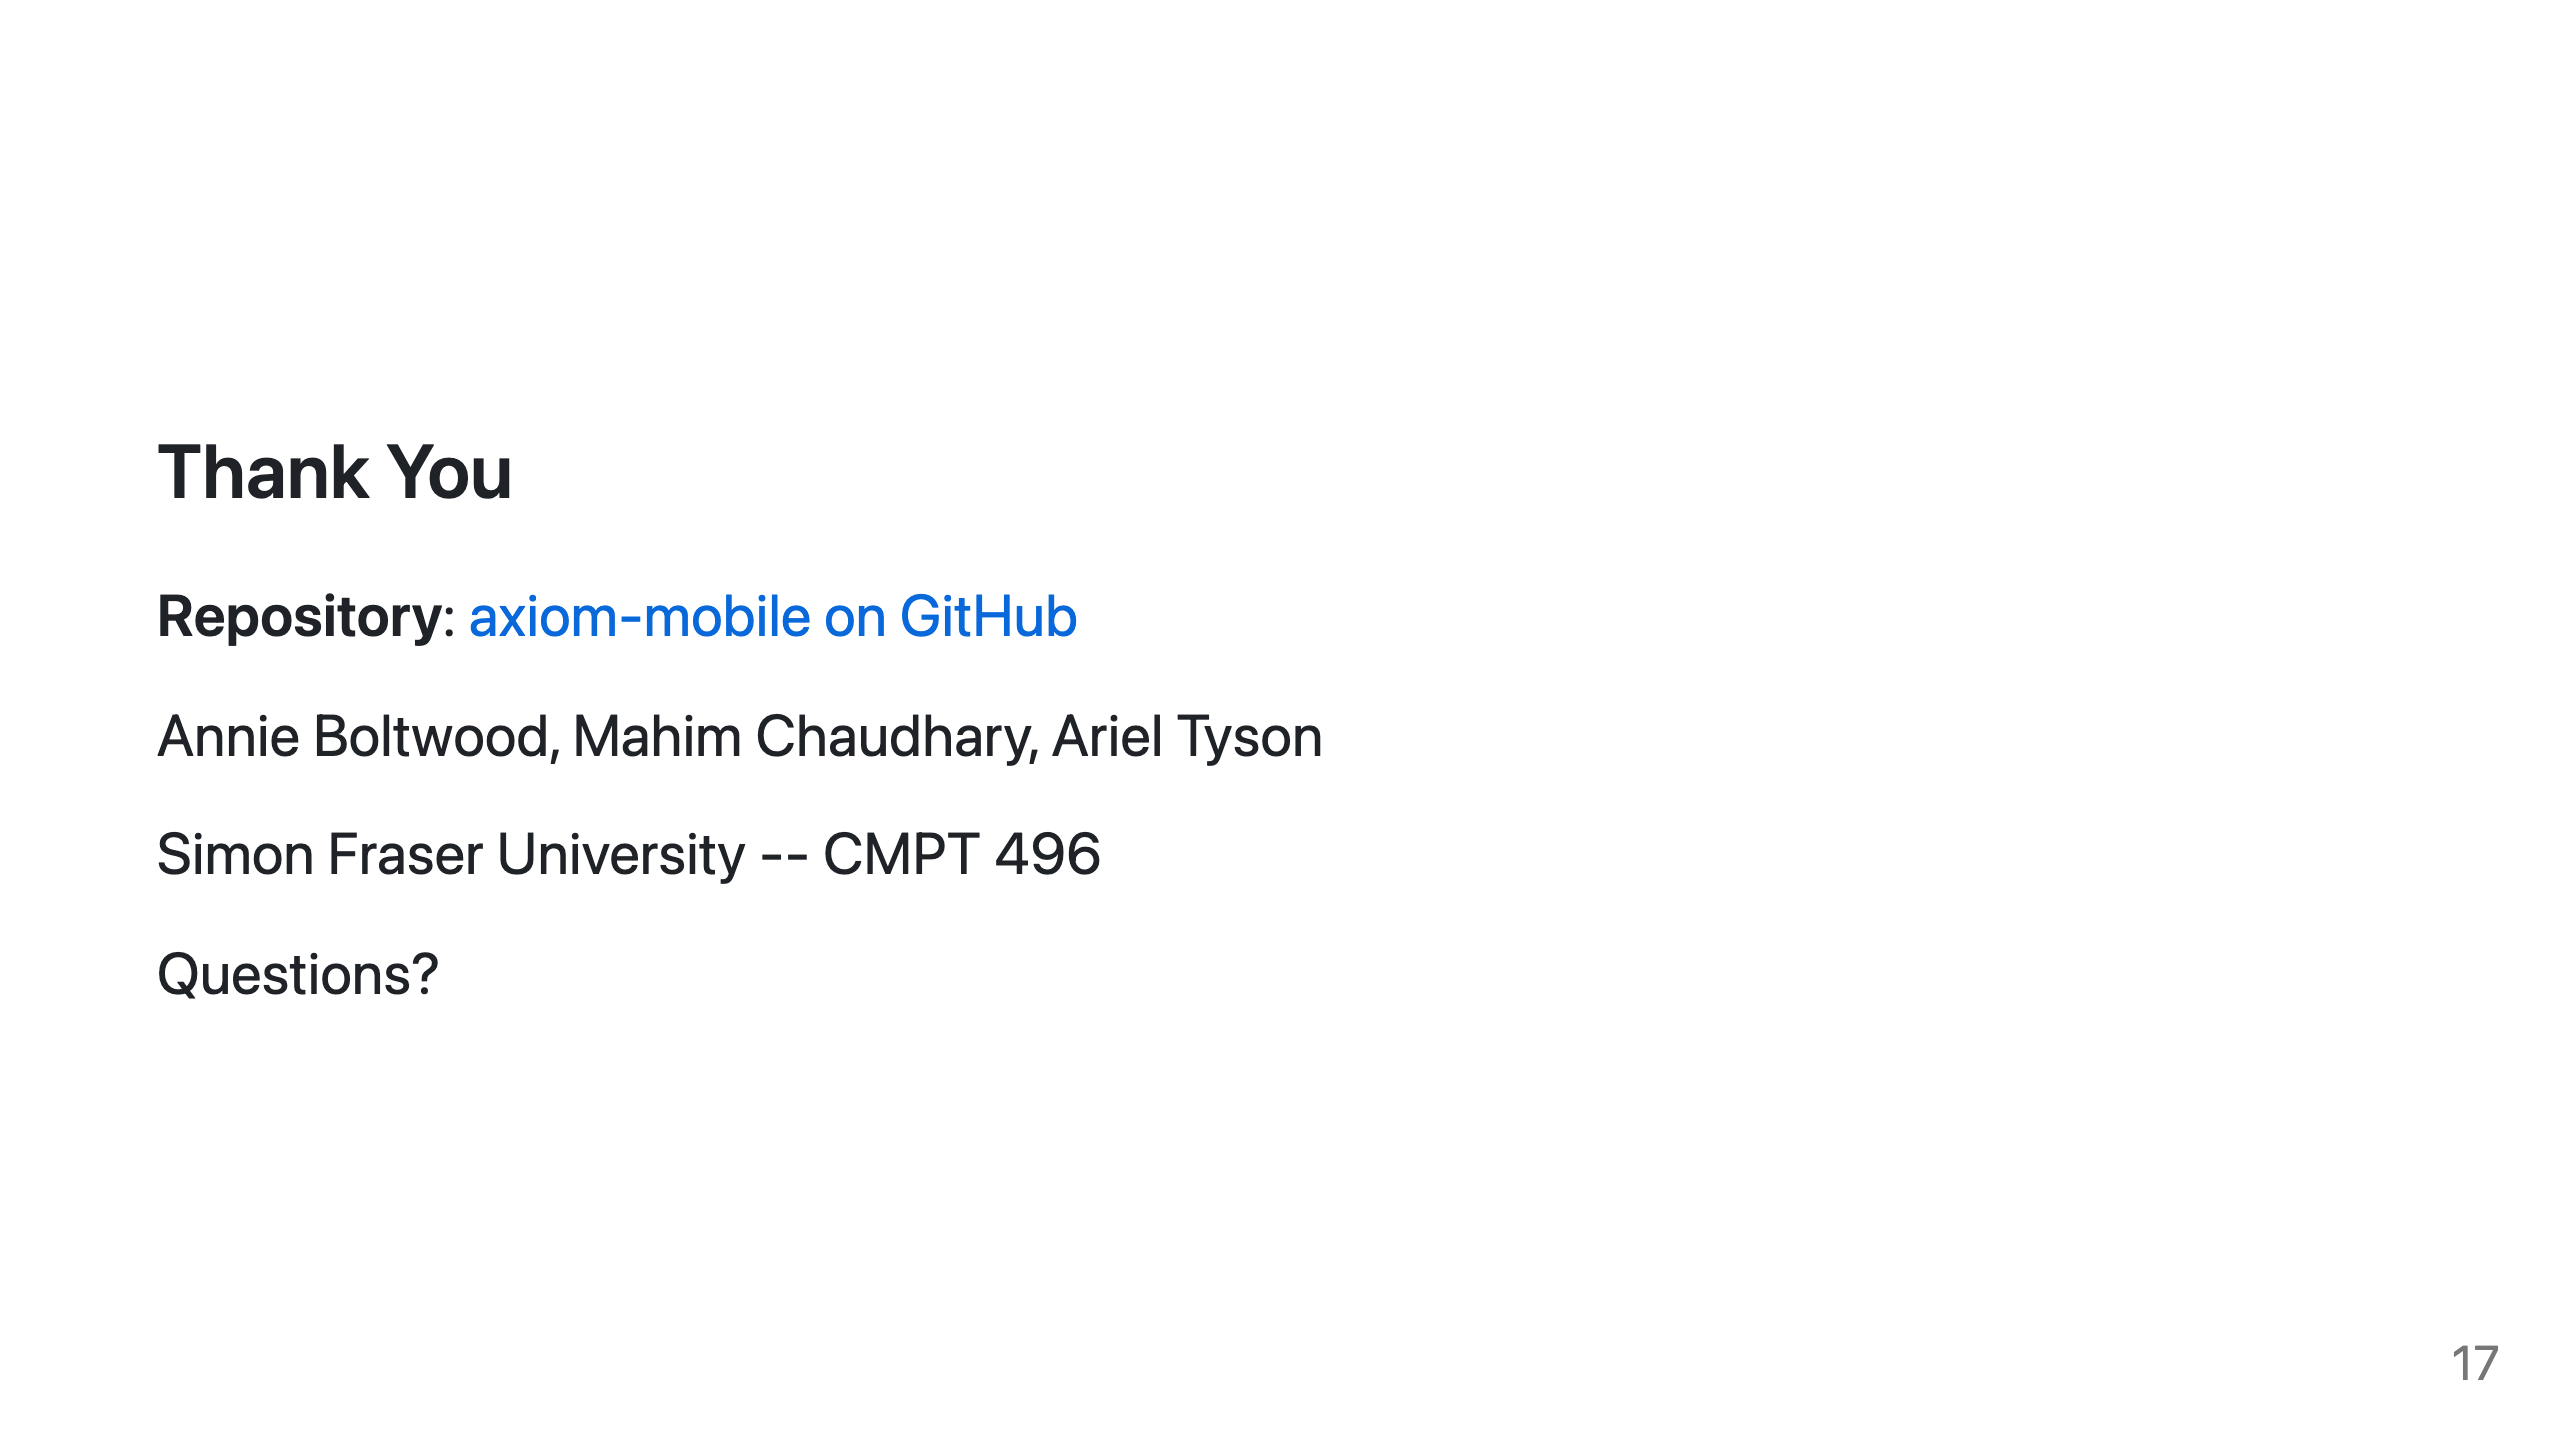 Thank You
Repository: axiom-mobile on GitHub
Annie Boltwood, Mahim Chaudhary, Ariel Tyson
Simon Fraser University -- CMPT 496
Questions?
17